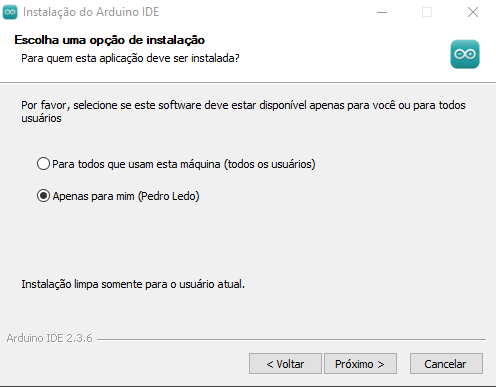 Instalação do Arduino IDE
Escolha uma opção de instalação
Para quem esta aplicação deve ser instalada?
Por favor, selecione se este software deve estar disponível apenas para você ou para todos
usuários
Para todos que usam esta máquina (todos os usuários)
Apenas para mim (Pedro Ledo)
Instalação limpa somente para o usuário atual.
Arduino IDE 2.3.6
< Voltar
Próximo >
Cancelar